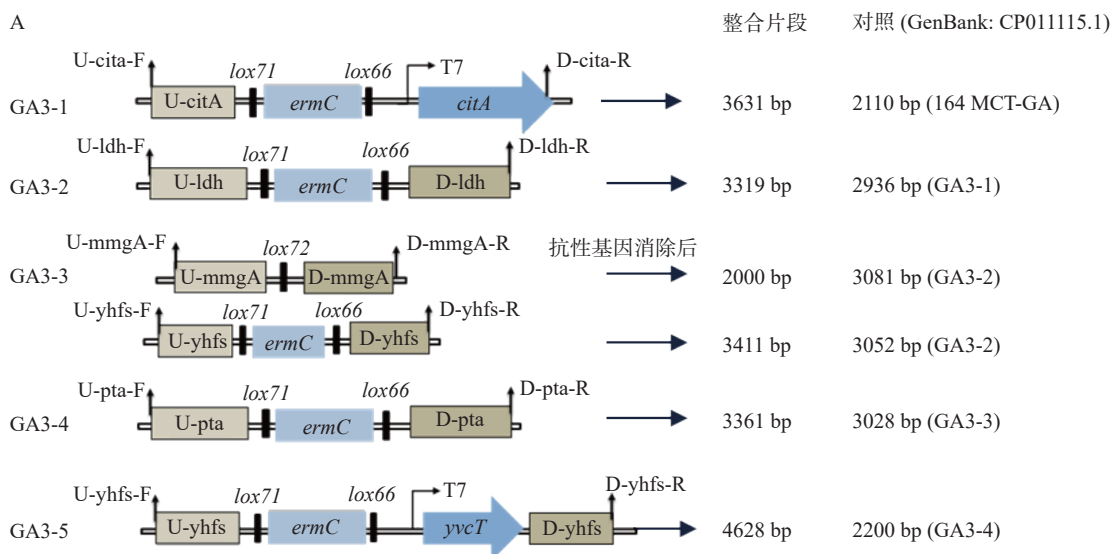 A
整合片段 对照 (GenBank: CP011115.1)
U-cita-F lox71 lox66 T7 D-cita-R
GA3-1 U-citA ermC citA 3631 bp 2110 bp (164 MCT-GA)
U-ldh-F lox71 lox66 D-ldh-R
GA3-2 U-ldh ermC D-ldh 3319 bp 2936 bp (GA3-1)
U-mmgA-F lox72 D-mmgA-R 抗性基因消除后
GA3-3 U-mmgA D-mmgA 2000 bp 3081 bp (GA3-2)
U-yhfs-F lox71 lox66 D-yhfs-R
U-yhfs ermC D-yhfs 3411 bp 3052 bp (GA3-2)
U-pta-F lox71 lox66 D-pta-R
GA3-4 U-pta ermC D-pta 3361 bp 3028 bp (GA3-3)
U-yhfs-F lox71 lox66 T7 D-yhfs-R
GA3-5 U-yhfs ermC yvcT D-yhfs 4628 bp 2200 bp (GA3-4)